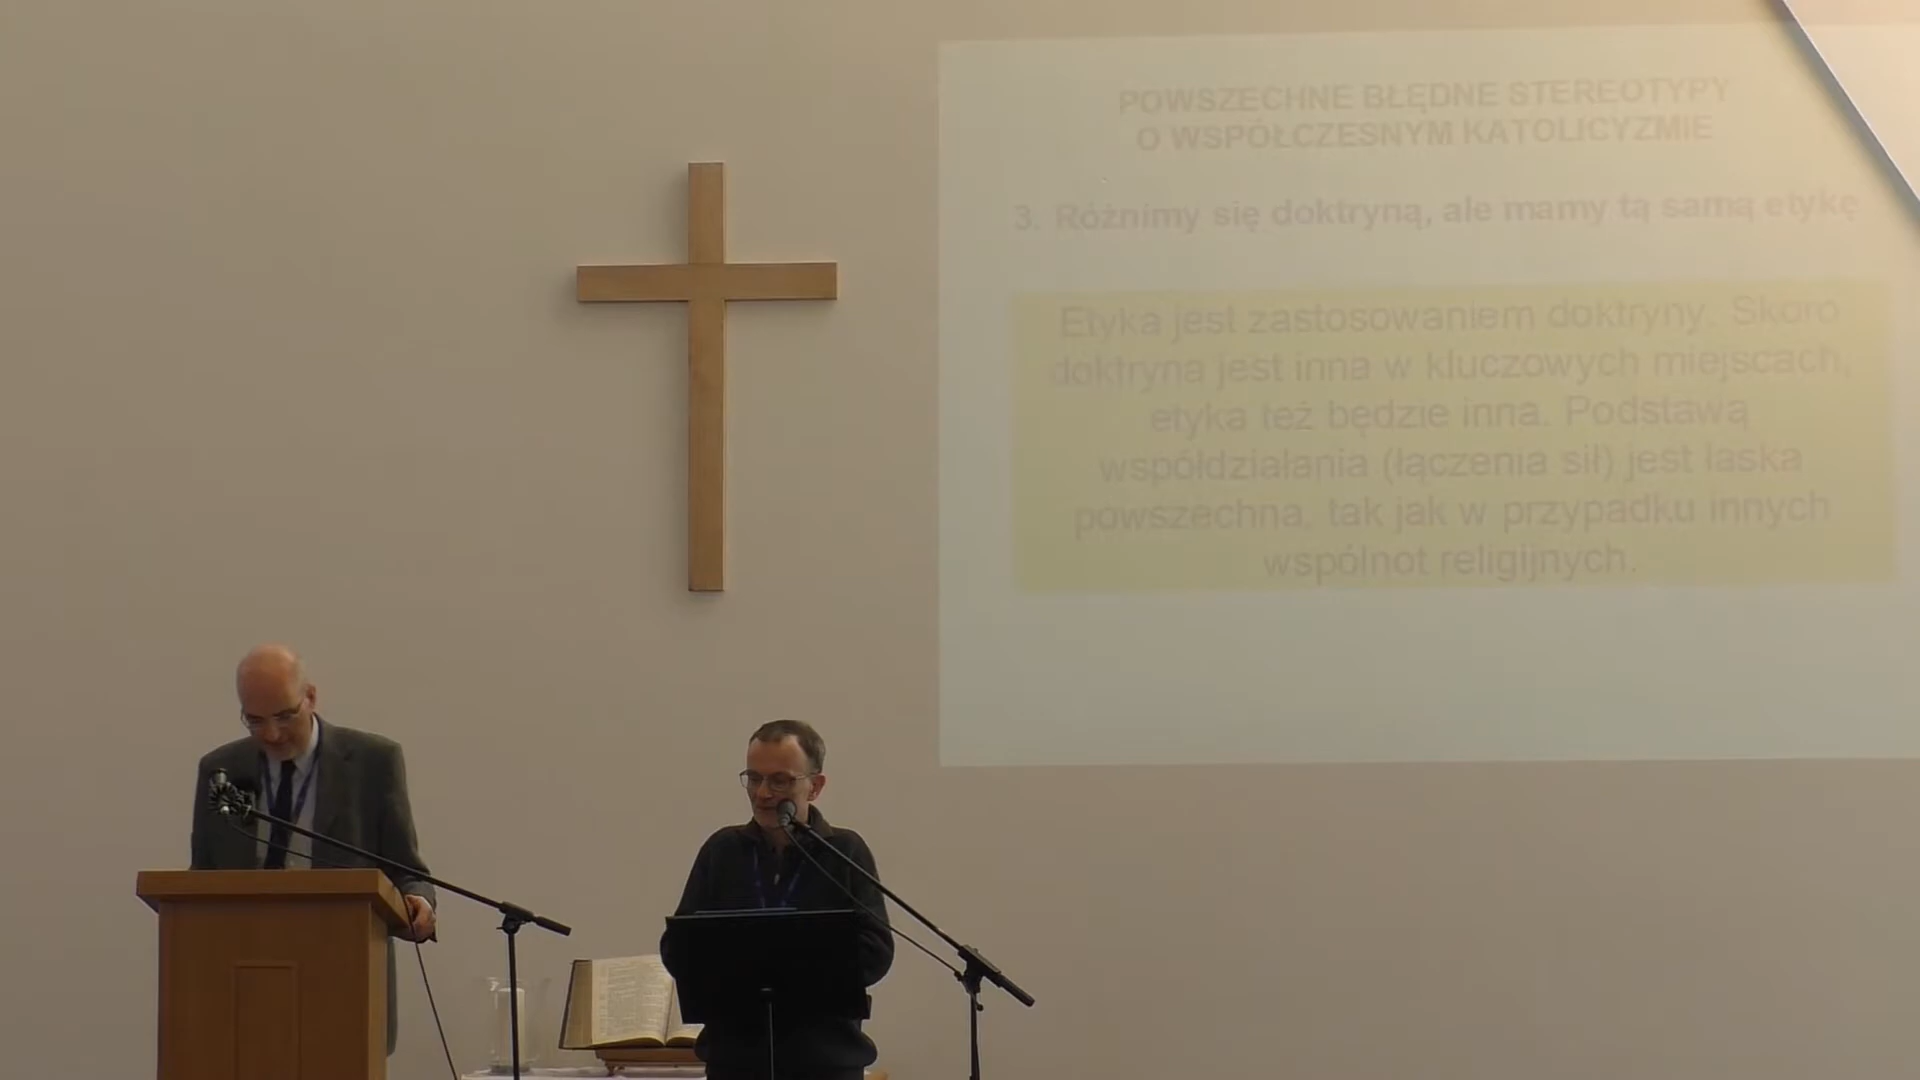 POWSZECHNE BŁĘDNE STEREOTYPY
O WSPÓŁCZESNYM KATOLICYZMIE
3. Różnimy się doktryną, ale mamy tą samą etykę
Etyka jest zastosowaniem doktryny. Skoro
doktryna jest inna w kluczowych miejscach,
etyka też będzie inna. Podstawą
współdziałania (łączenia sił) jest łaska
powszechna, tak jak w przypadku innych
wspólnot religijnych.